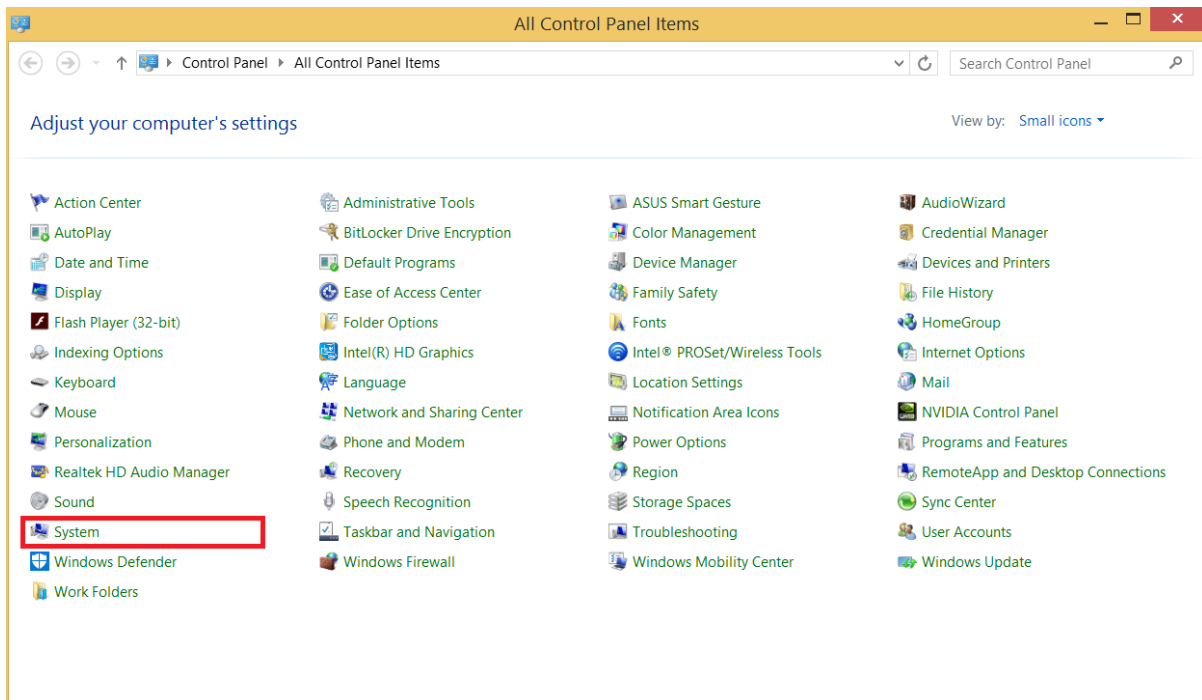 All Control Panel Items
Control Panel All Control Panel Items Search Control Panel
Adjust your computer's settings View by: Small icons
Action Center Administrative Tools ASUS Smart Gesture AudioWizard
AutoPlay BitLocker Drive Encryption Color Management Credential Manager
Date and Time Default Programs Device Manager Devices and Printers
Display Ease of Access Center Family Safety File History
Flash Player (32-bit) Folder Options Fonts HomeGroup
Indexing Options Intel(R) HD Graphics Intel® PROSet/Wireless Tools Internet Options
Keyboard Language Location Settings Mail
Mouse Network and Sharing Center Notification Area Icons NVIDIA Control Panel
Personalization Phone and Modem Power Options Programs and Features
Realtek HD Audio Manager Recovery Region RemoteApp and Desktop Connections
Sound Speech Recognition Storage Spaces Sync Center
System Taskbar and Navigation Troubleshooting User Accounts
Windows Defender Windows Firewall Windows Mobility Center Windows Update
Work Folders